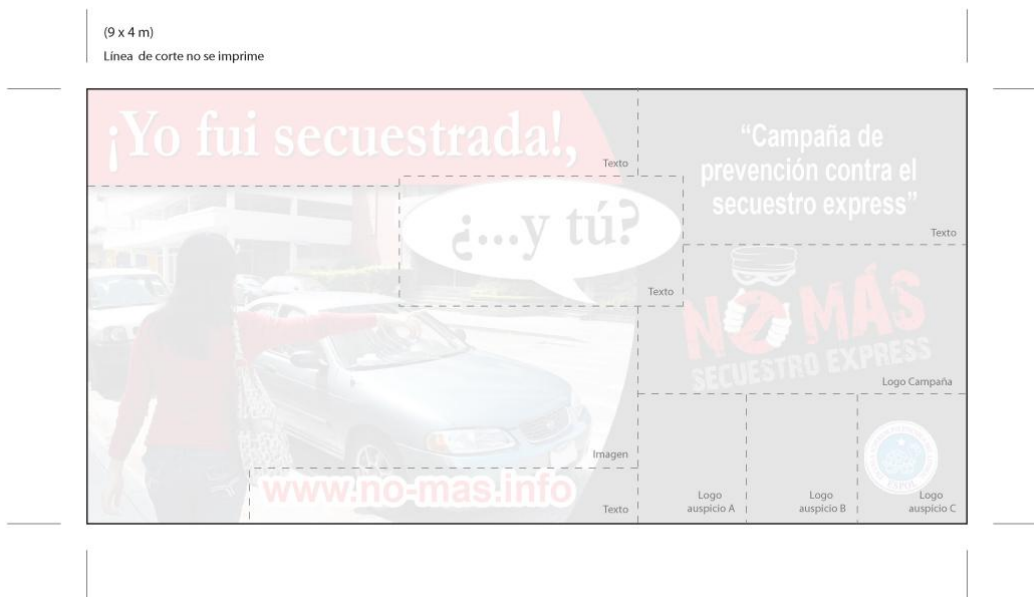 (9 x 4 m)
Línea de corte no se imprime
¡Yo fui secuestrada!,
Texto
“Campaña de
prevención contra el
secuestro express”
Texto
¿...y tú?
Texto
NO MÁS
SECUESTRO EXPRESS
Logo Campaña
Imagen
www.no-mas.info
Texto
Logo
auspicio A
Logo
auspicio B
Logo
auspicio C